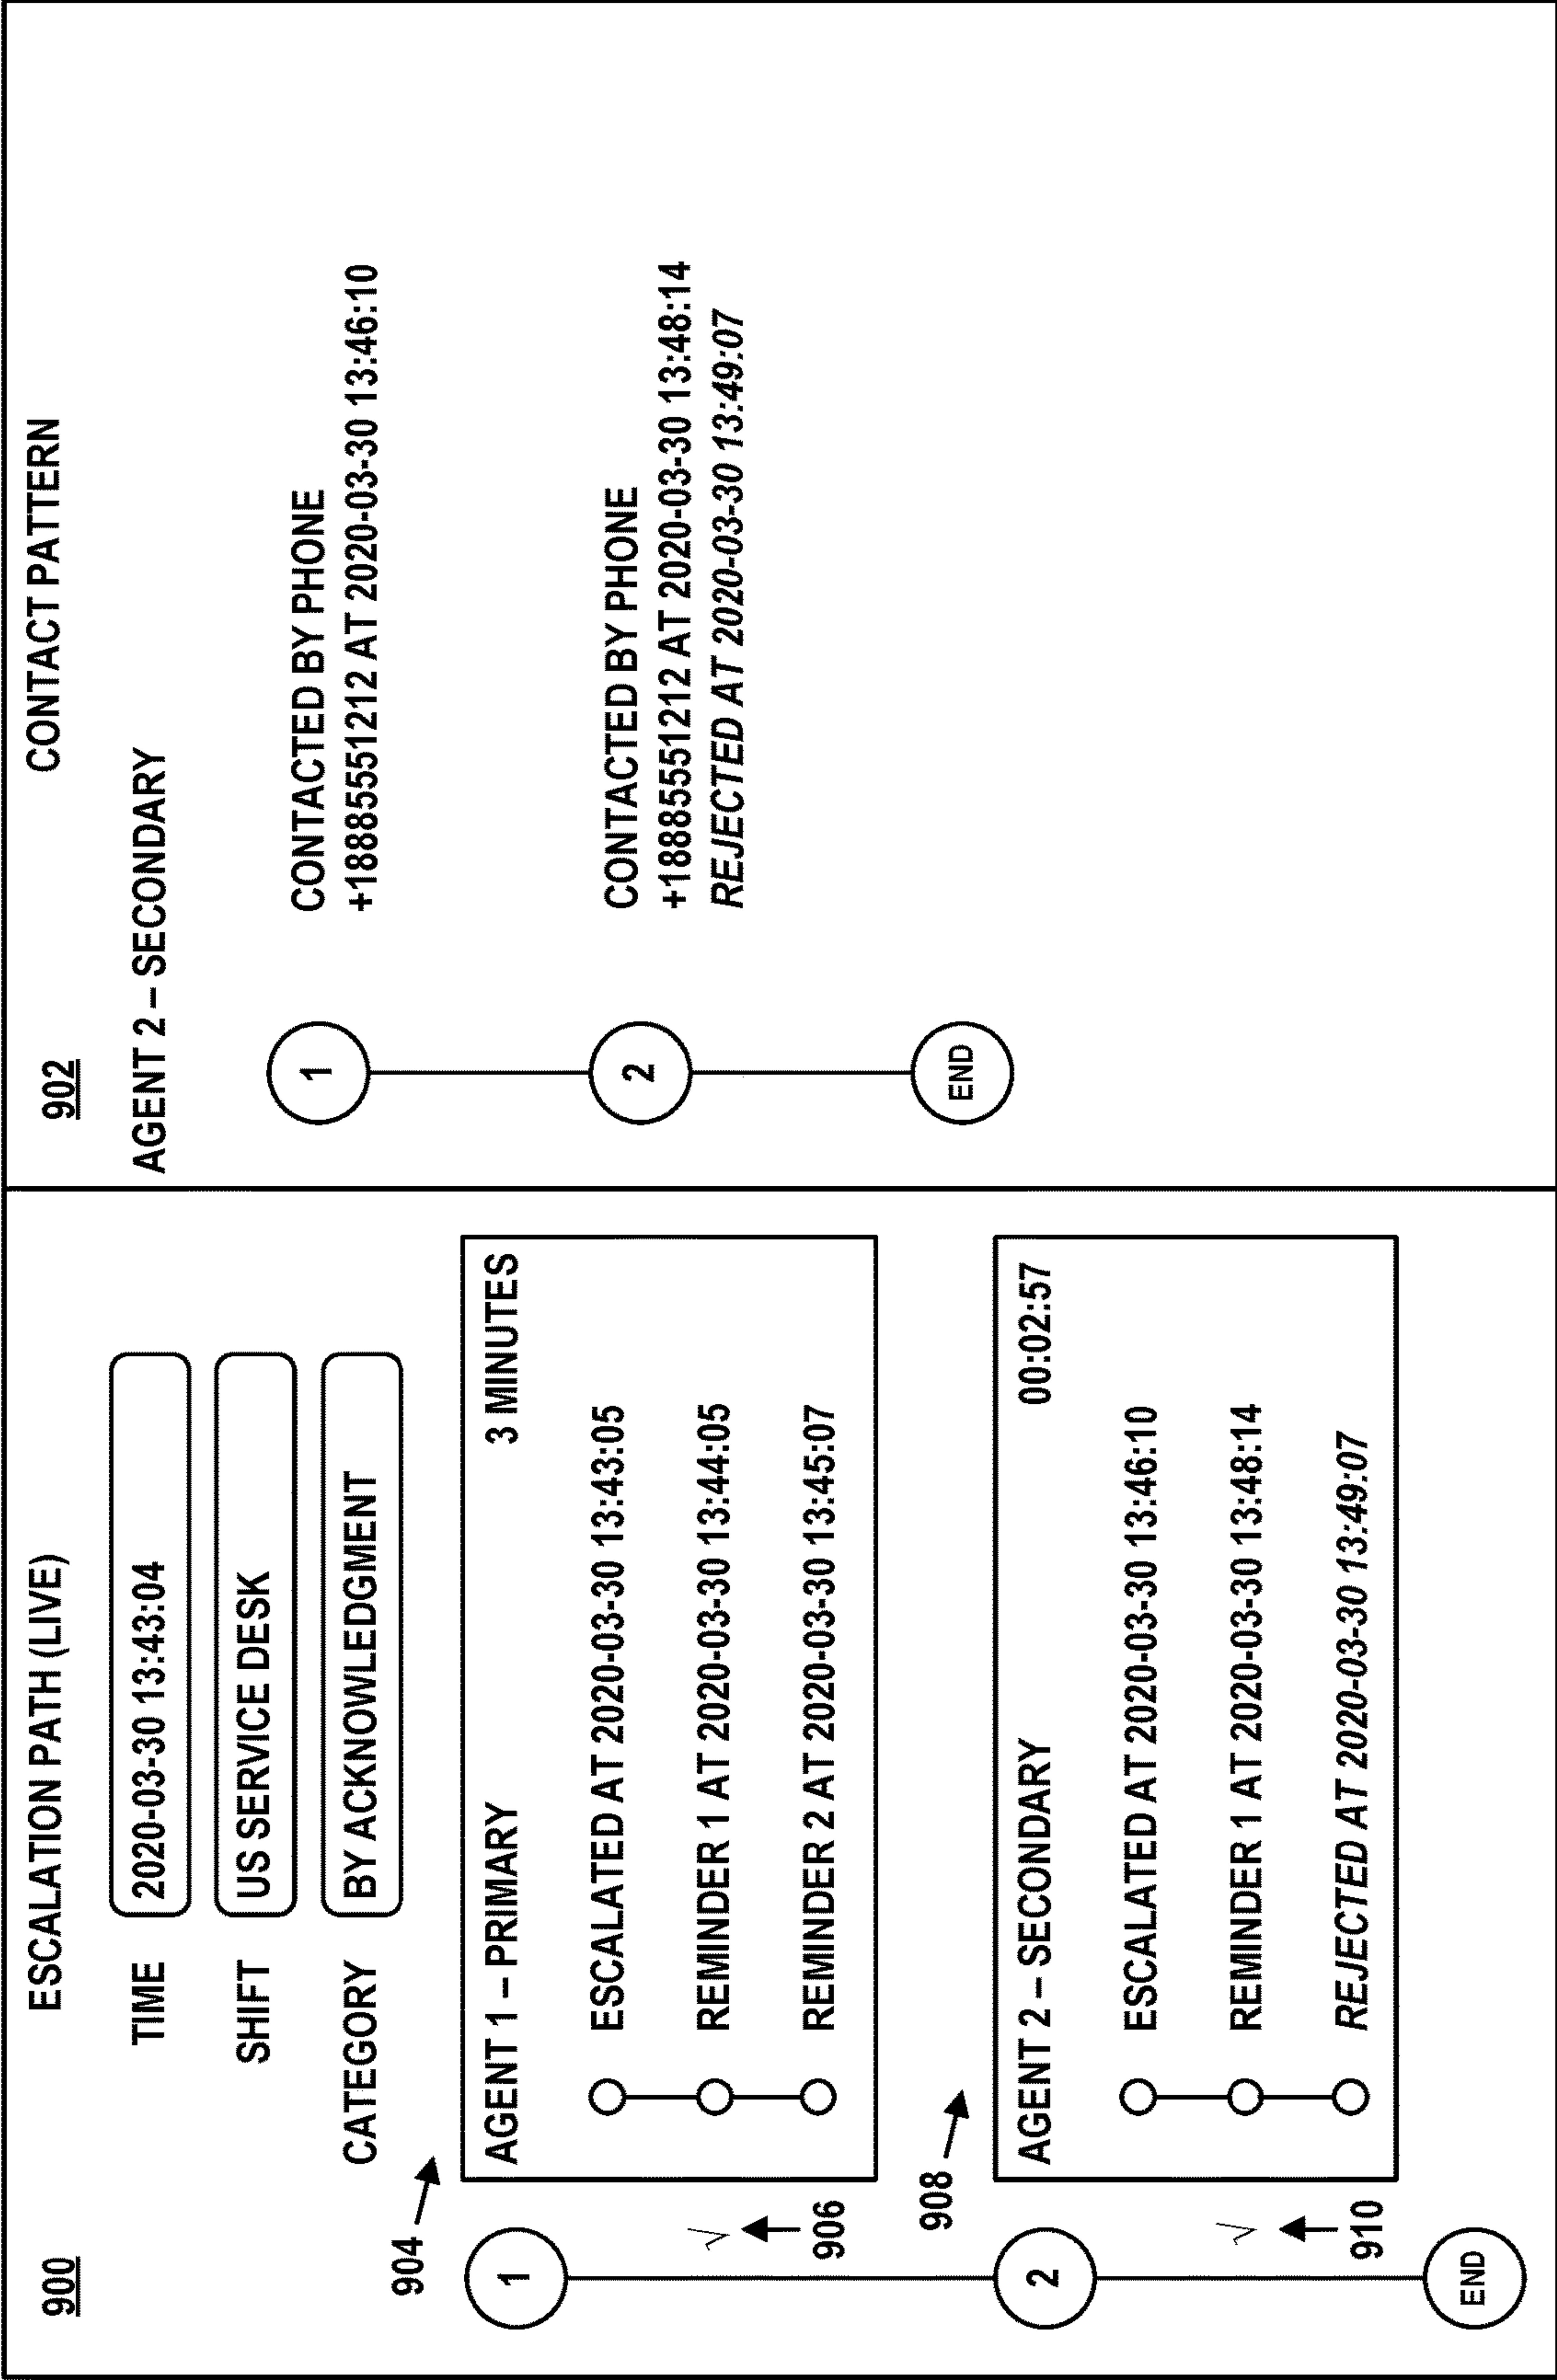 900
ESCALATION PATH (LIVE)
TIME
2020-03-30 13:43:04
SHIFT
US SERVICE DESK
CATEGORY
BY ACKNOWLEDGMENT
904
1
AGENT 1 – PRIMARY
3 MINUTES
ESCALATED AT 2020-03-30 13:43:05
REMINDER 1 AT 2020-03-30 13:44:05
REMINDER 2 AT 2020-03-30 13:45:07
906
908
2
AGENT 2 – SECONDARY
00:02:57
ESCALATED AT 2020-03-30 13:46:10
REMINDER 1 AT 2020-03-30 13:48:14
REJECTED AT 2020-03-30 13:49:07
910
END
902
CONTACT PATTERN
AGENT 2 – SECONDARY
1
CONTACTED BY PHONE
+18885551212 AT 2020-03-30 13:46:10
2
CONTACTED BY PHONE
+18885551212 AT 2020-03-30 13:48:14
REJECTED AT 2020-03-30 13:49:07
END